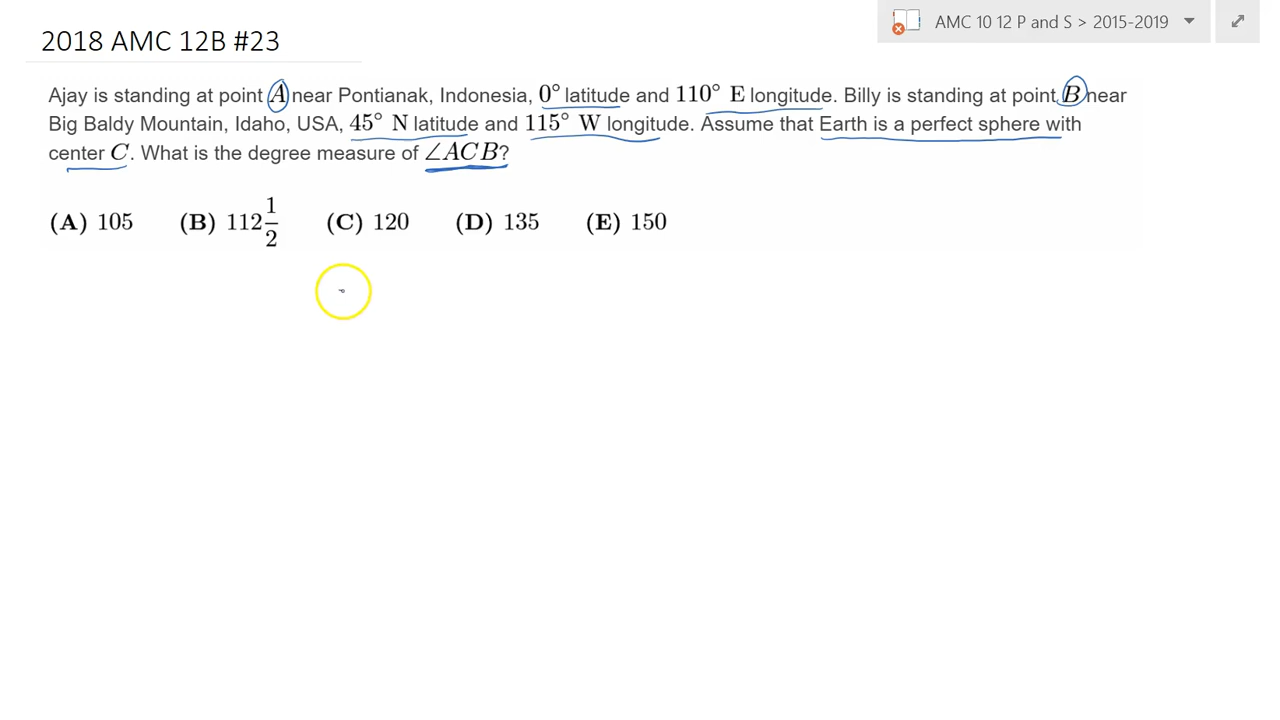 AMC 10 12 P and S > 2015-2019
2018 AMC 12B #23
Ajay is standing at point A near Pontianak, Indonesia, 0° latitude and 110° E longitude. Billy is standing at point B near
Big Baldy Mountain, Idaho, USA, 45° N latitude and 115° W longitude. Assume that Earth is a perfect sphere with
center C. What is the degree measure of ∠ACB?
(A) 105 (B) 112 1/2 (C) 120 (D) 135 (E) 150